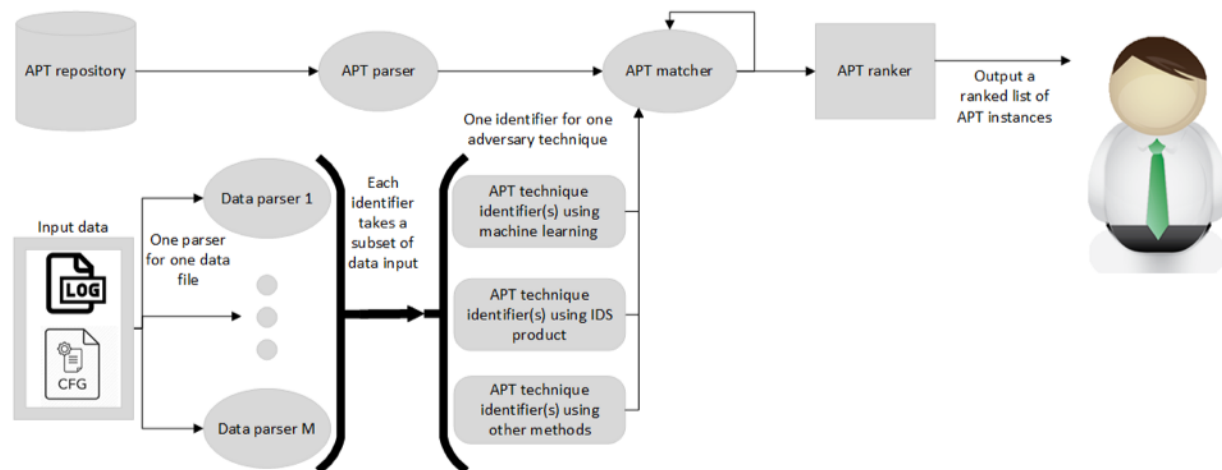 APT repository
APT parser
APT matcher
APT ranker
Output a
ranked list of
APT instances
One identifier for one
adversary technique
Input data
LOG
CFG
One parser
for one data
file
Data parser 1
Data parser M
Each
identifier
takes a
subset of
data input
APT technique
identifier(s) using
machine learning
APT technique
identifier(s) using IDS
product
APT technique
identifier(s) using
other methods